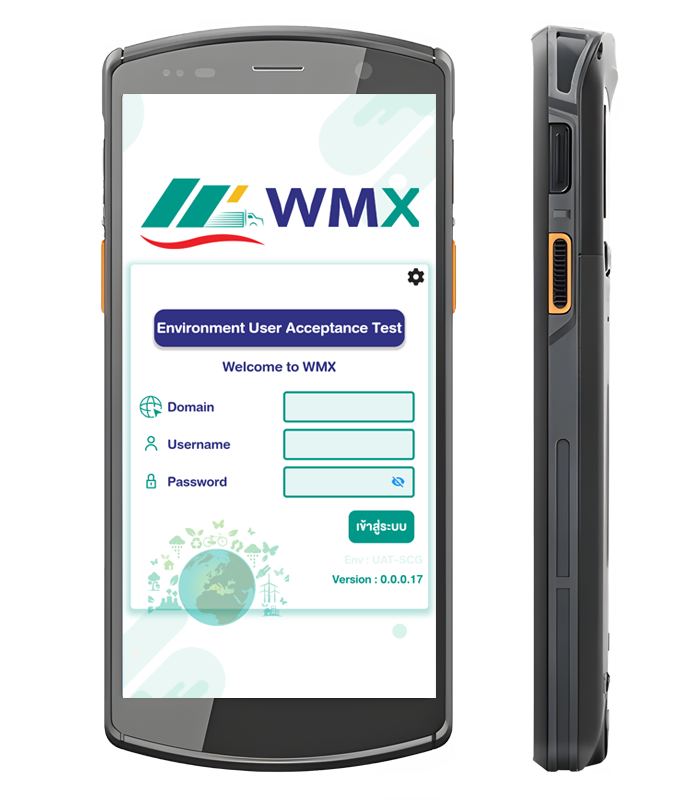 WMX
Environment User Acceptance Test
Welcome to WMX
Domain
Username
Password
เข้าสู่ระบบ
Env : UAT-SCG
Version : 0.0.0.17